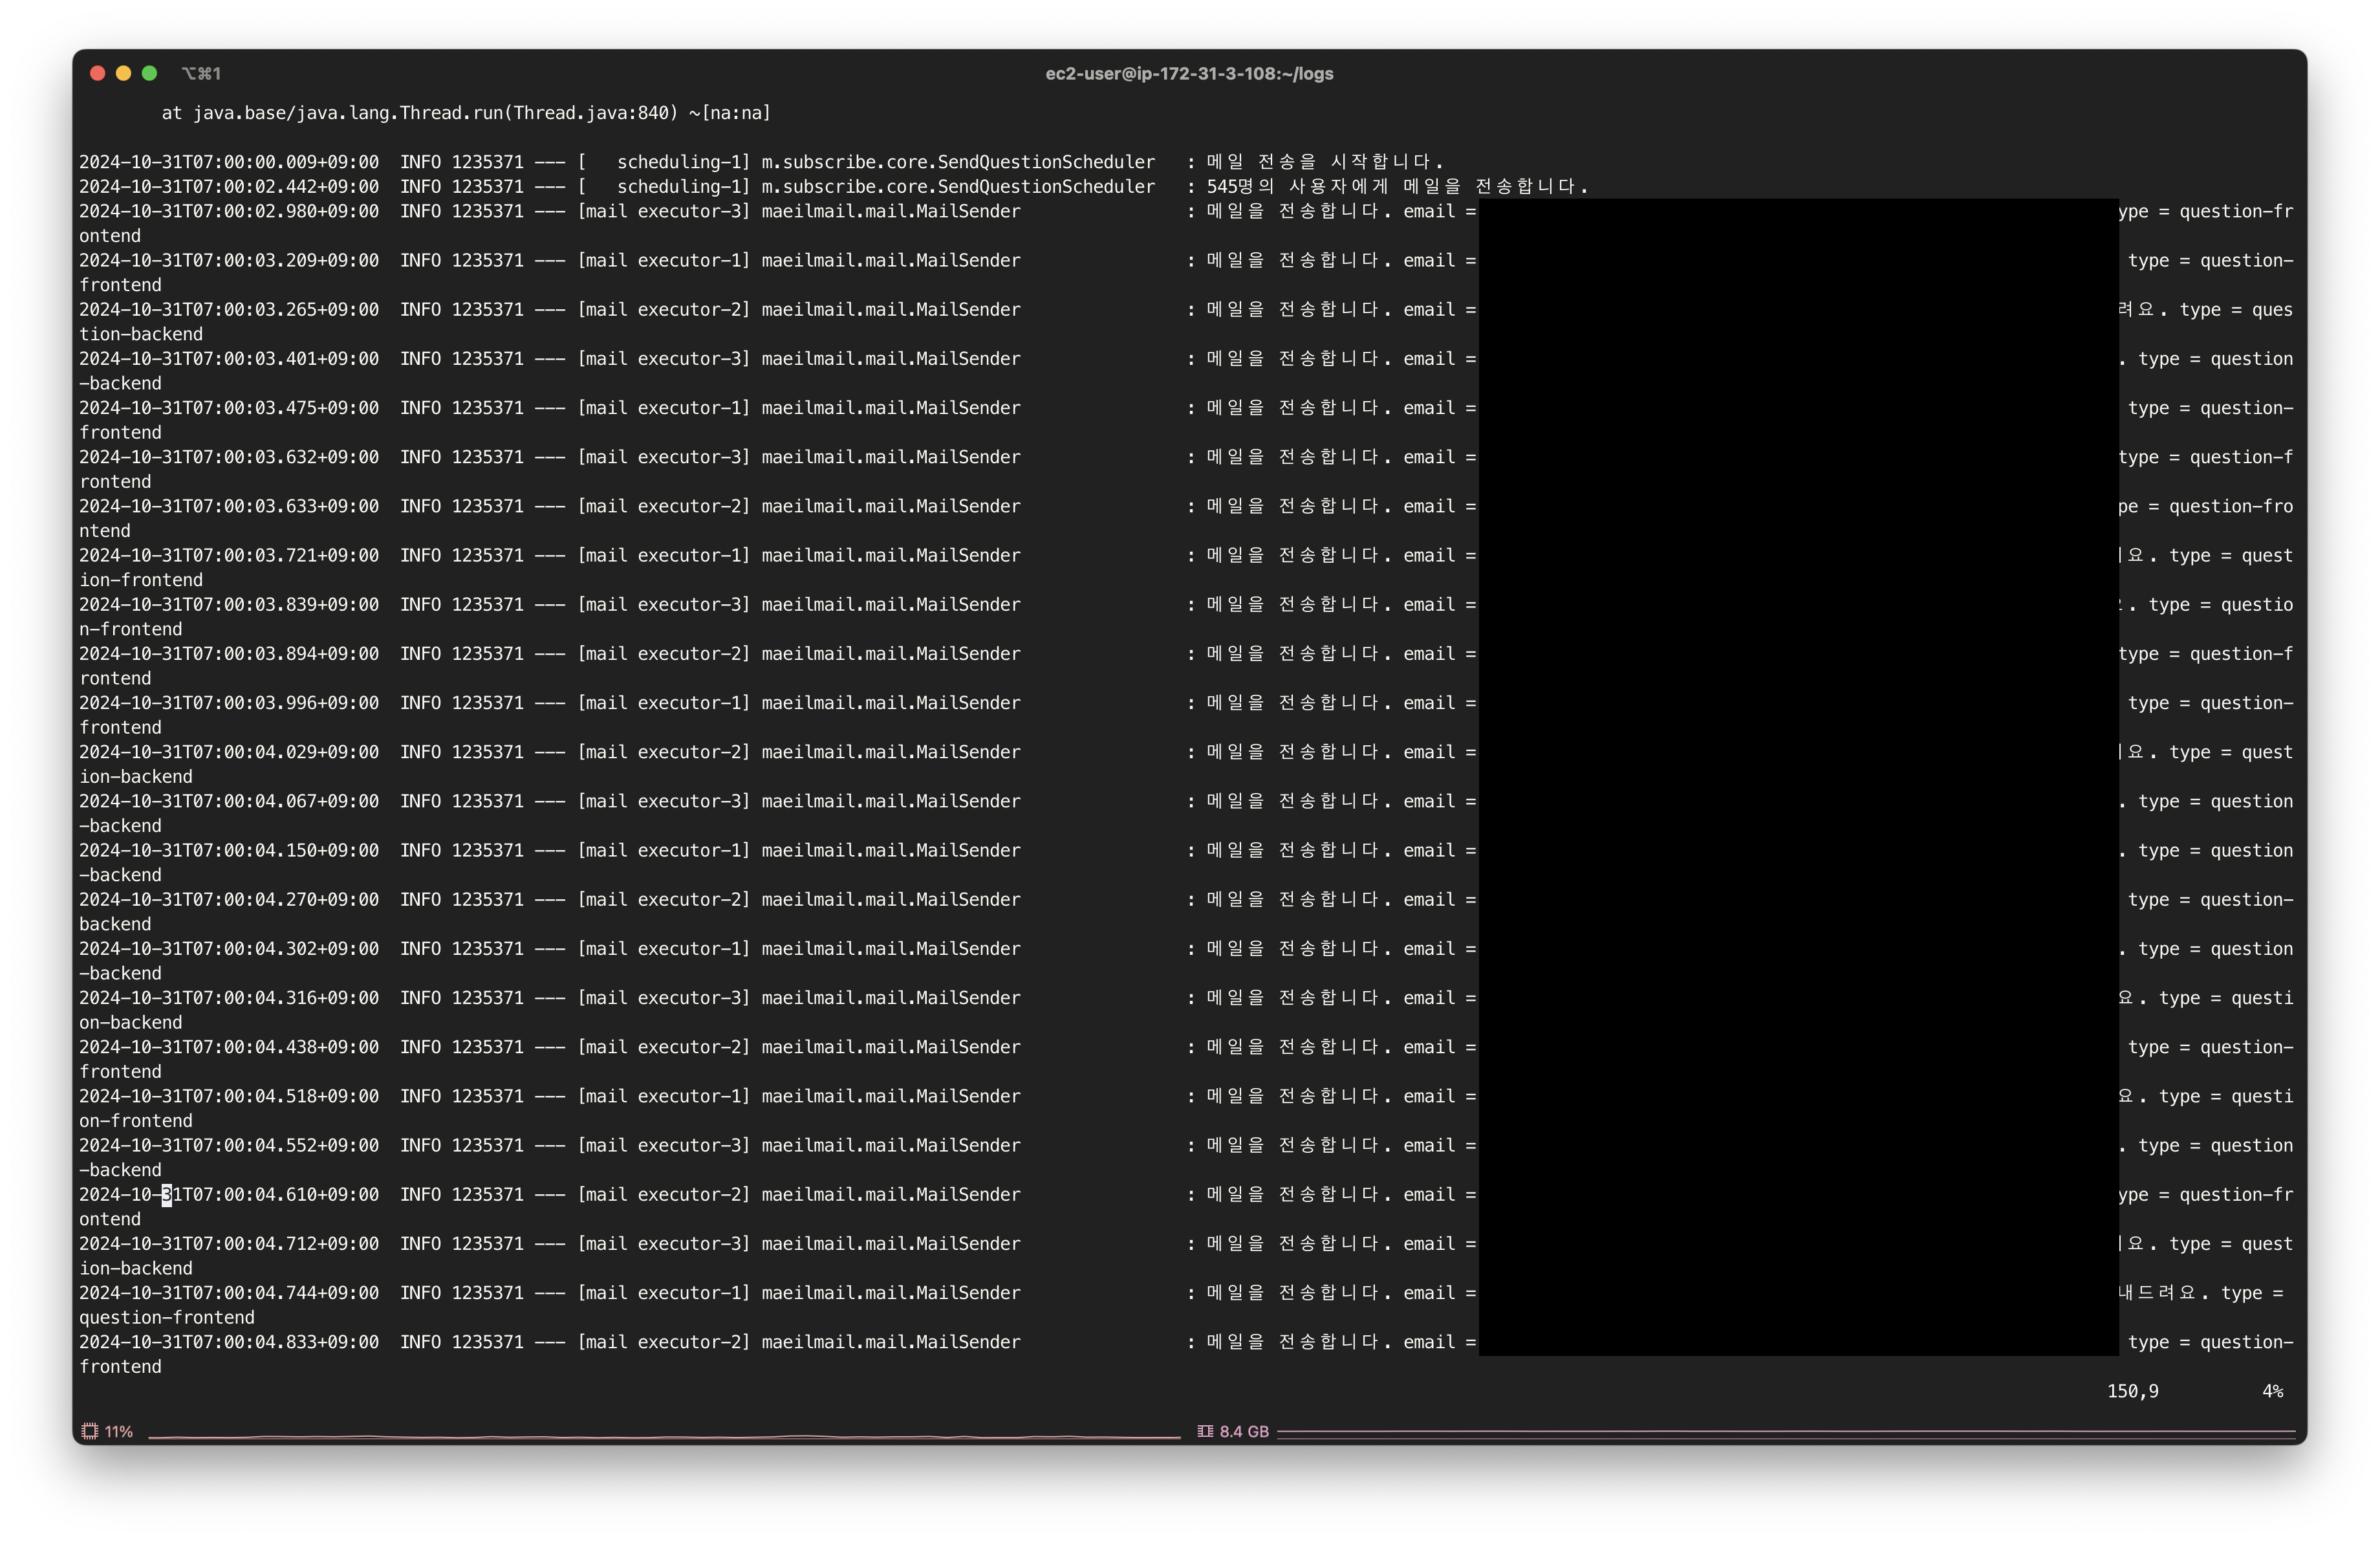 ⌥⌘1
ec2-user@ip-172-31-3-108:~/logs
at java.base/java.lang.Thread.run(Thread.java:840) ~[na:na]
2024-10-31T07:00:00.009+09:00  INFO 1235371 --- [   scheduling-1] m.subscribe.core.SendQuestionScheduler   : 메일 전송을 시작합니다.
2024-10-31T07:00:02.442+09:00  INFO 1235371 --- [   scheduling-1] m.subscribe.core.SendQuestionScheduler   : 545명의 사용자에게 메일을 전송합니다.
2024-10-31T07:00:02.980+09:00  INFO 1235371 --- [mail executor-3] maeilmail.mail.MailSender                : 메일을 전송합니다. email = ype = question-fr
ontend
2024-10-31T07:00:03.209+09:00  INFO 1235371 --- [mail executor-1] maeilmail.mail.MailSender                : 메일을 전송합니다. email = type = question-
frontend
2024-10-31T07:00:03.265+09:00  INFO 1235371 --- [mail executor-2] maeilmail.mail.MailSender                : 메일을 전송합니다. email = 려요. type = ques
tion-backend
2024-10-31T07:00:03.401+09:00  INFO 1235371 --- [mail executor-3] maeilmail.mail.MailSender                : 메일을 전송합니다. email = . type = question
-backend
2024-10-31T07:00:03.475+09:00  INFO 1235371 --- [mail executor-1] maeilmail.mail.MailSender                : 메일을 전송합니다. email = type = question-
frontend
2024-10-31T07:00:03.632+09:00  INFO 1235371 --- [mail executor-3] maeilmail.mail.MailSender                : 메일을 전송합니다. email = type = question-f
rontend
2024-10-31T07:00:03.633+09:00  INFO 1235371 --- [mail executor-2] maeilmail.mail.MailSender                : 메일을 전송합니다. email = pe = question-fro
ntend
2024-10-31T07:00:03.721+09:00  INFO 1235371 --- [mail executor-1] maeilmail.mail.MailSender                : 메일을 전송합니다. email = 요. type = quest
ion-frontend
2024-10-31T07:00:03.839+09:00  INFO 1235371 --- [mail executor-3] maeilmail.mail.MailSender                : 메일을 전송합니다. email = . type = questio
n-frontend
2024-10-31T07:00:03.894+09:00  INFO 1235371 --- [mail executor-2] maeilmail.mail.MailSender                : 메일을 전송합니다. email = type = question-f
rontend
2024-10-31T07:00:03.996+09:00  INFO 1235371 --- [mail executor-1] maeilmail.mail.MailSender                : 메일을 전송합니다. email = type = question-
frontend
2024-10-31T07:00:04.029+09:00  INFO 1235371 --- [mail executor-2] maeilmail.mail.MailSender                : 메일을 전송합니다. email = 요. type = quest
ion-backend
2024-10-31T07:00:04.067+09:00  INFO 1235371 --- [mail executor-3] maeilmail.mail.MailSender                : 메일을 전송합니다. email = . type = question
-backend
2024-10-31T07:00:04.150+09:00  INFO 1235371 --- [mail executor-1] maeilmail.mail.MailSender                : 메일을 전송합니다. email = . type = question
-backend
2024-10-31T07:00:04.270+09:00  INFO 1235371 --- [mail executor-2] maeilmail.mail.MailSender                : 메일을 전송합니다. email = type = question-
backend
2024-10-31T07:00:04.302+09:00  INFO 1235371 --- [mail executor-1] maeilmail.mail.MailSender                : 메일을 전송합니다. email = . type = question
-backend
2024-10-31T07:00:04.316+09:00  INFO 1235371 --- [mail executor-3] maeilmail.mail.MailSender                : 메일을 전송합니다. email = 요. type = questi
on-backend
2024-10-31T07:00:04.438+09:00  INFO 1235371 --- [mail executor-2] maeilmail.mail.MailSender                : 메일을 전송합니다. email = type = question-
frontend
2024-10-31T07:00:04.518+09:00  INFO 1235371 --- [mail executor-1] maeilmail.mail.MailSender                : 메일을 전송합니다. email = 요. type = questi
on-frontend
2024-10-31T07:00:04.552+09:00  INFO 1235371 --- [mail executor-3] maeilmail.mail.MailSender                : 메일을 전송합니다. email = . type = question
-backend
2024-10-31T07:00:04.610+09:00  INFO 1235371 --- [mail executor-2] maeilmail.mail.MailSender                : 메일을 전송합니다. email = ype = question-fr
ontend
2024-10-31T07:00:04.712+09:00  INFO 1235371 --- [mail executor-3] maeilmail.mail.MailSender                : 메일을 전송합니다. email = 요. type = quest
ion-backend
2024-10-31T07:00:04.744+09:00  INFO 1235371 --- [mail executor-1] maeilmail.mail.MailSender                : 메일을 전송합니다. email = 내드려요. type =
question-frontend
2024-10-31T07:00:04.833+09:00  INFO 1235371 --- [mail executor-2] maeilmail.mail.MailSender                : 메일을 전송합니다. email = type = question-
frontend
150,9 4%
11% 8.4 GB